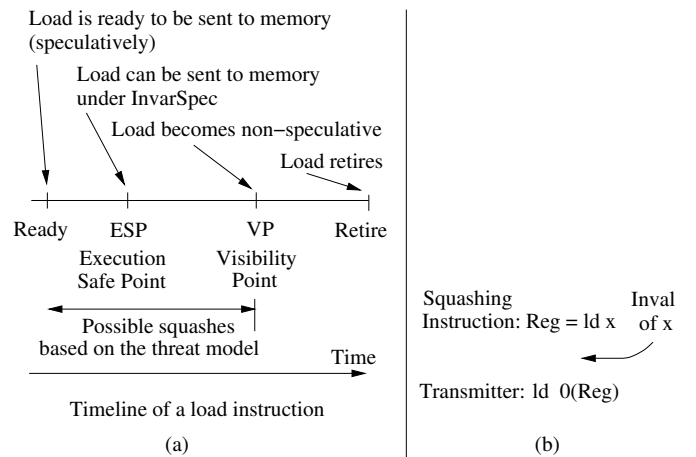 Load is ready to be sent to memory
(speculatively)
Load can be sent to memory
under InvarSpec
Load becomes non−speculative
Load retires
Ready
ESP
VP
Retire
Execution
Safe Point
Visibility
Point
Possible squashes
based on the threat model
Time
Timeline of a load instruction
(a)
Squashing
Instruction: Reg = ld x
Inval
of x
Transmitter: ld 0(Reg)
(b)